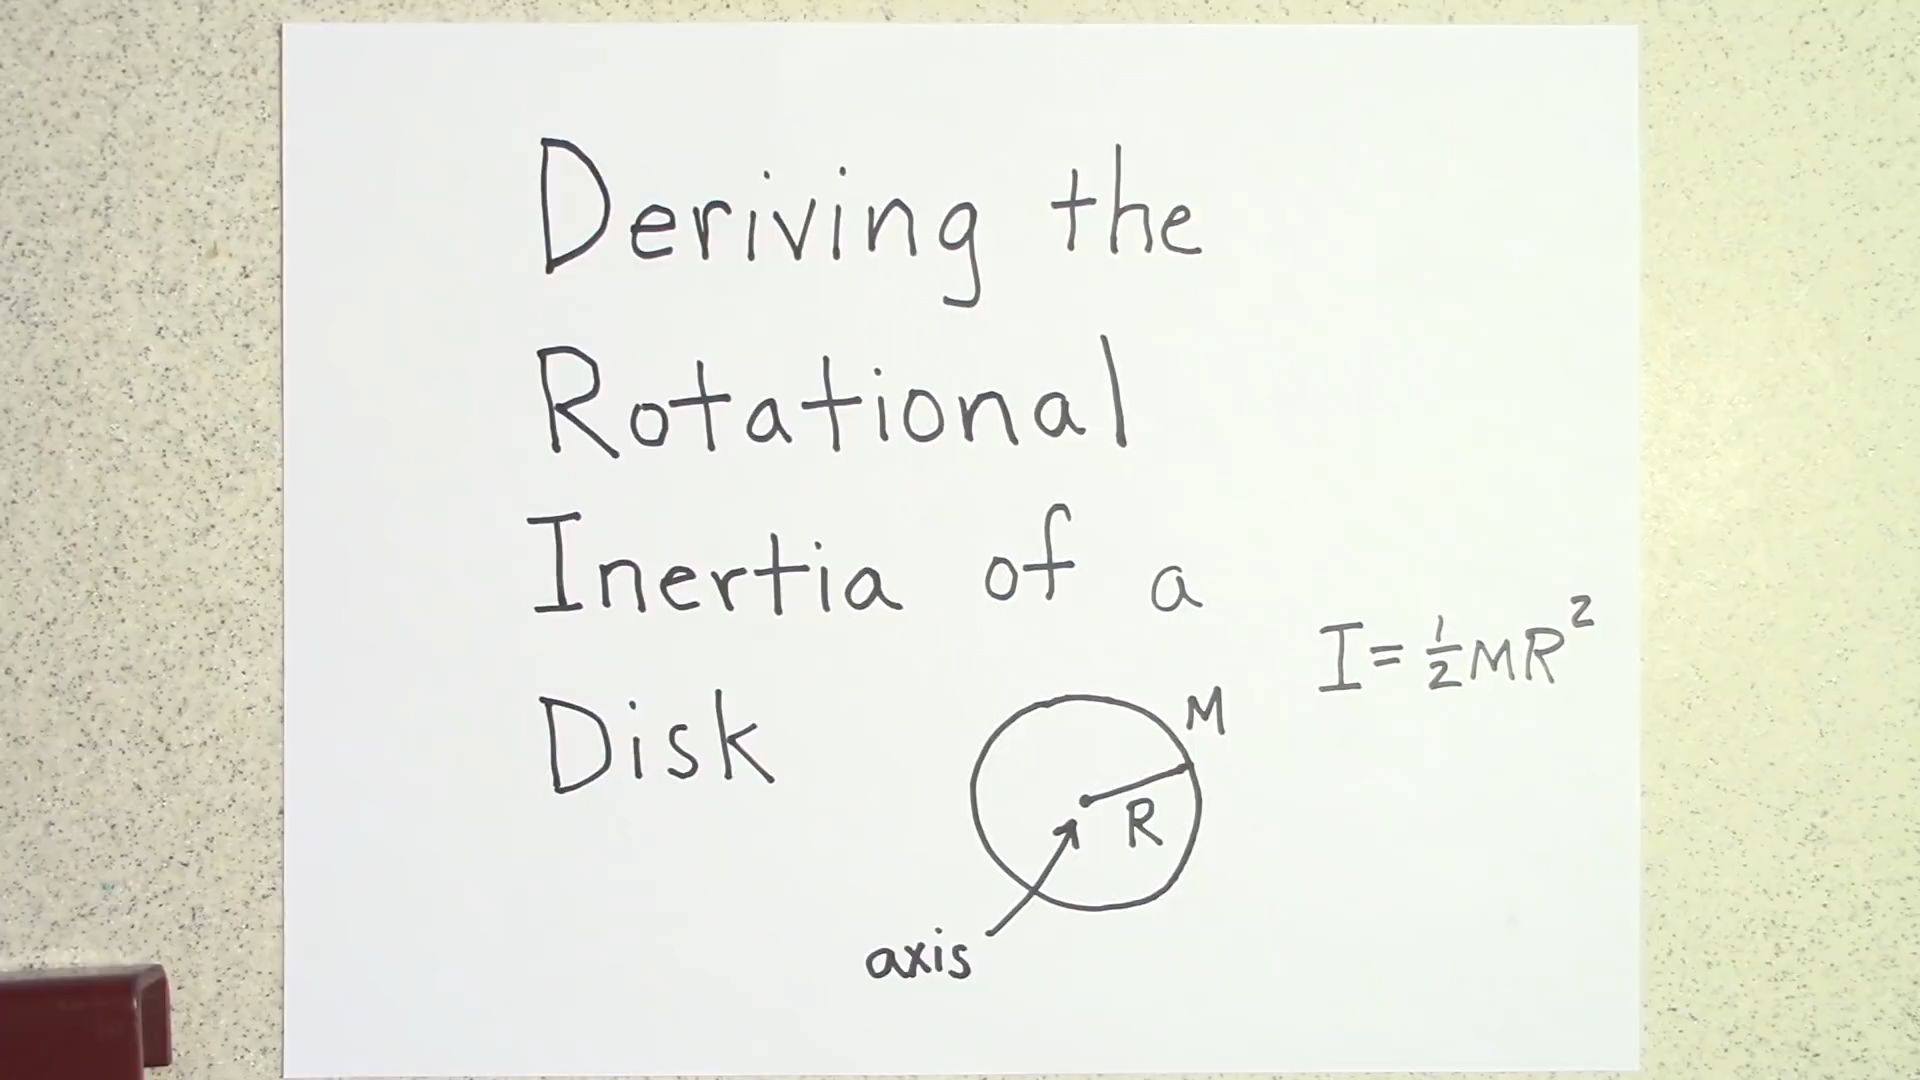 Deriving the
Rotational
Inertia of a
I = ½MR²
Disk
M
R
axis